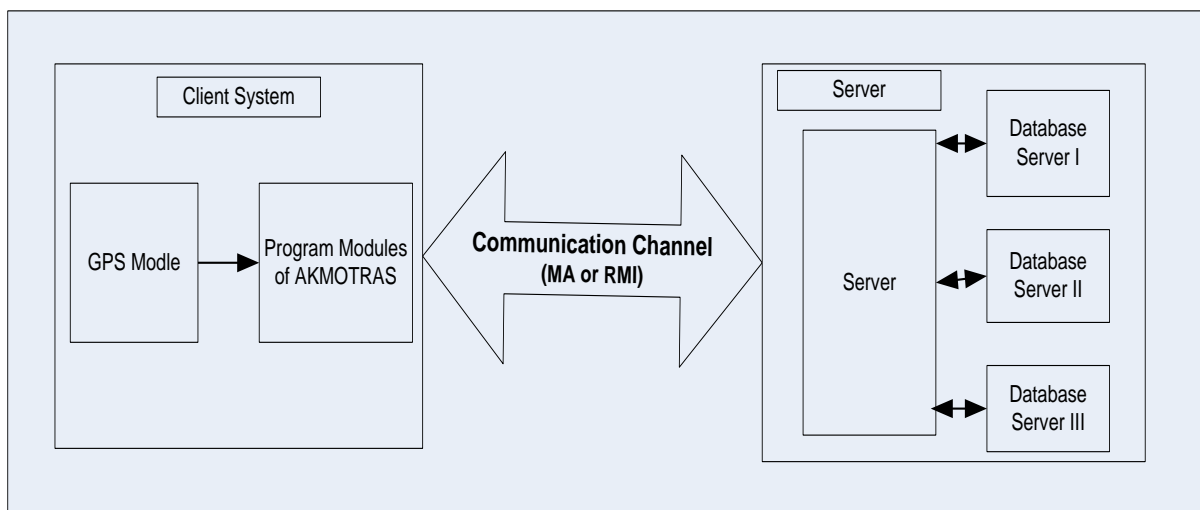 Client System
GPS Modle
Program Modules
of AKMOTRAS
Communication Channel
(MA or RMI)
Server
Server
Database
Server I
Database
Server II
Database
Server III